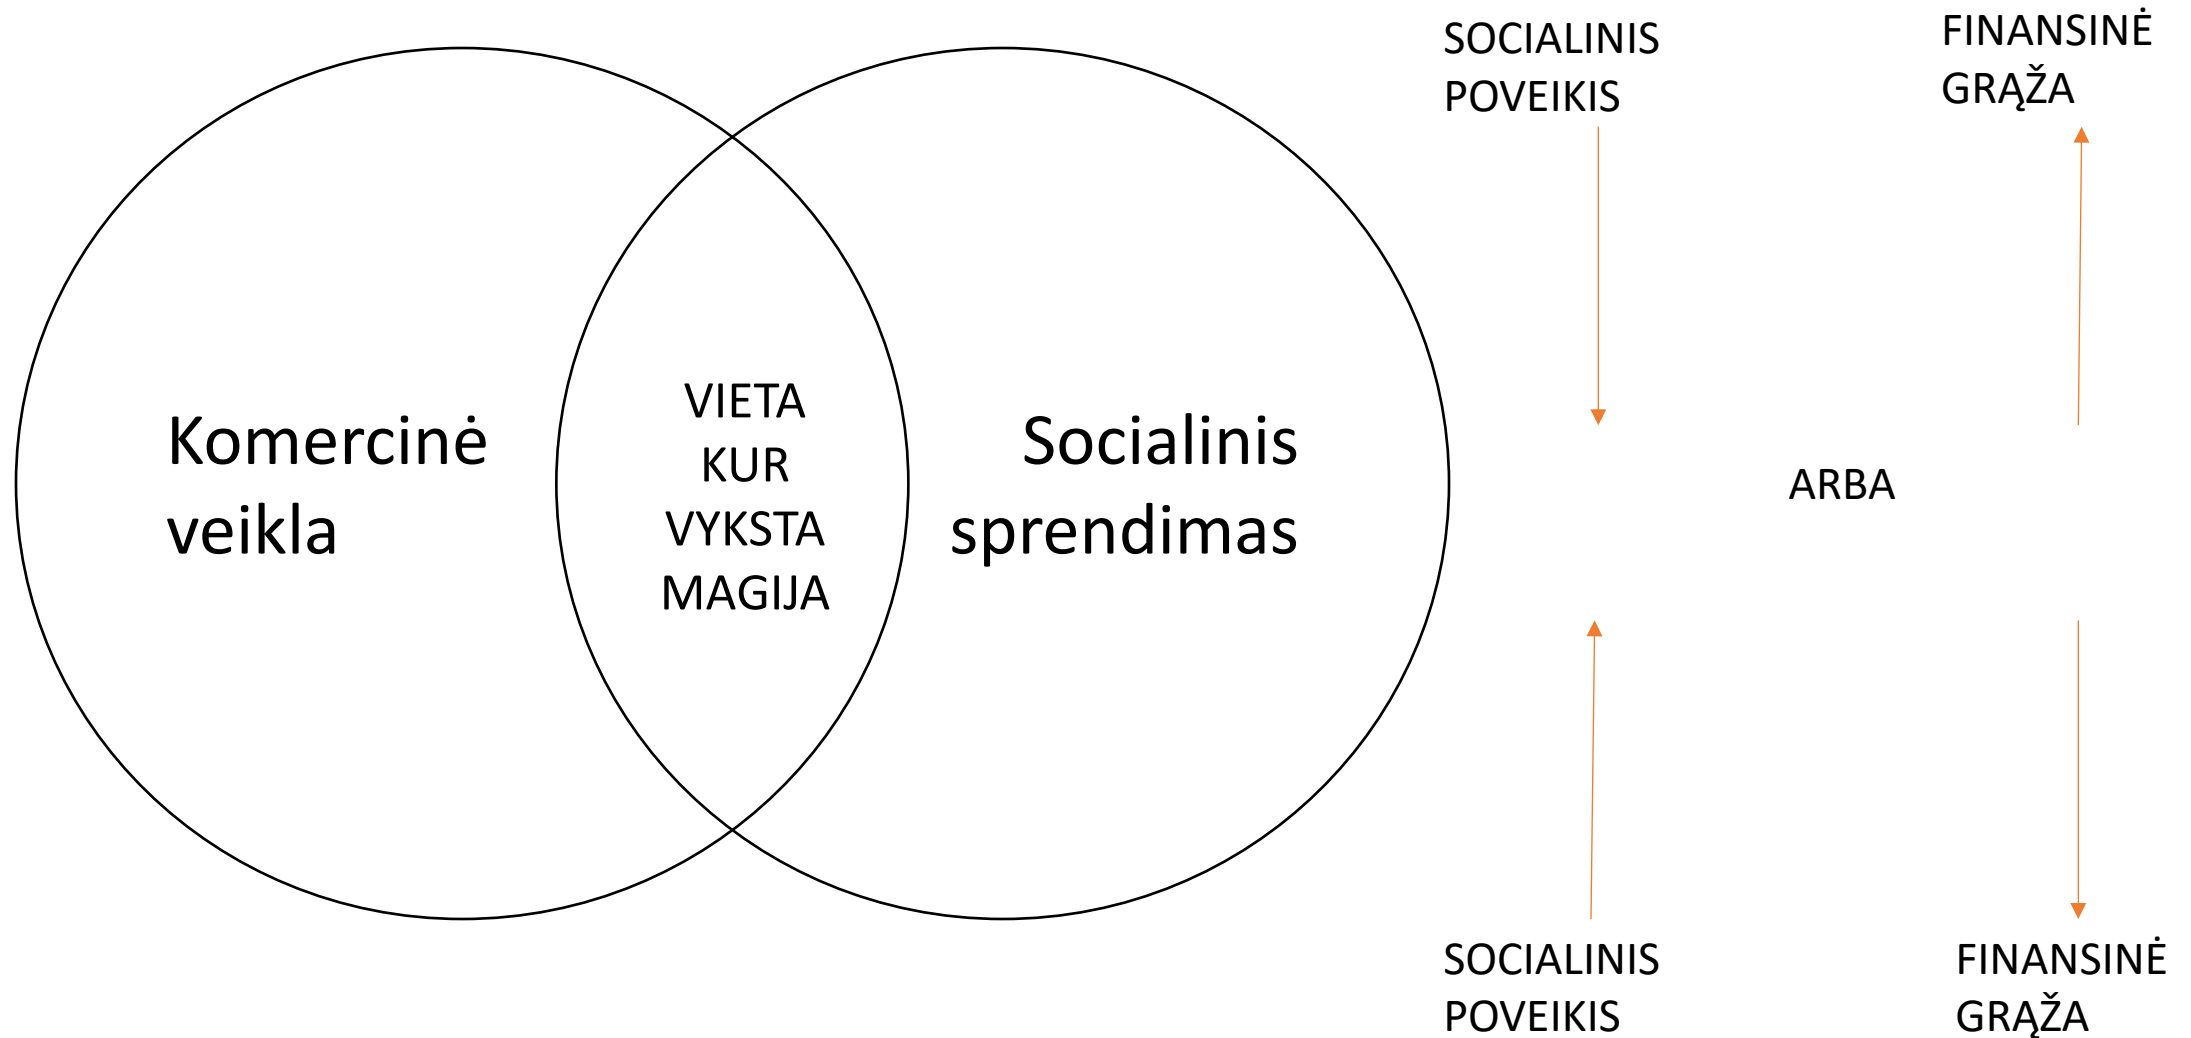 Komercinė
veikla
VIETA
KUR
VYKSTA
MAGIJA
Socialinis
sprendimas
SOCIALINIS
POVEIKIS
FINANSINĖ
GRĄŽA
ARBA
SOCIALINIS
POVEIKIS
FINANSINĖ
GRĄŽA